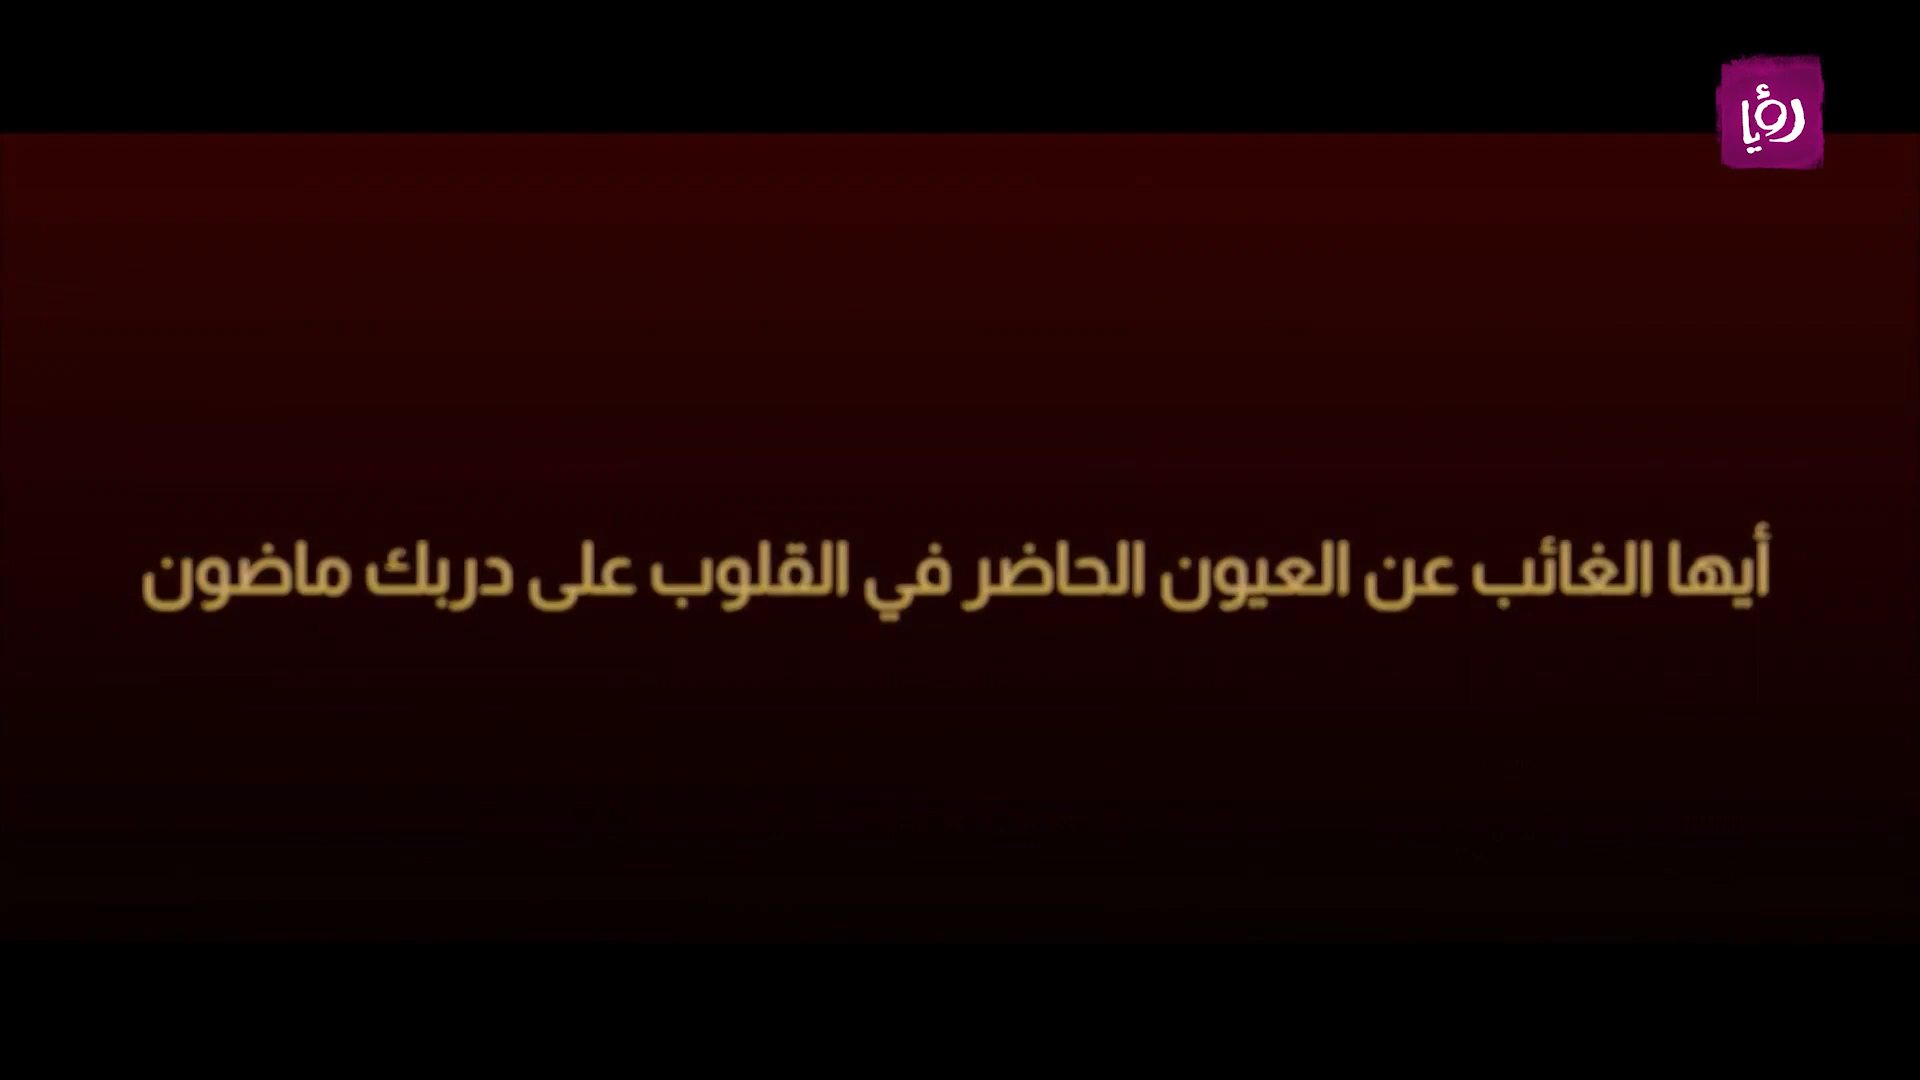 رؤيا
أيها الغائب عن العيون الحاضر في القلوب على دربك ماضون